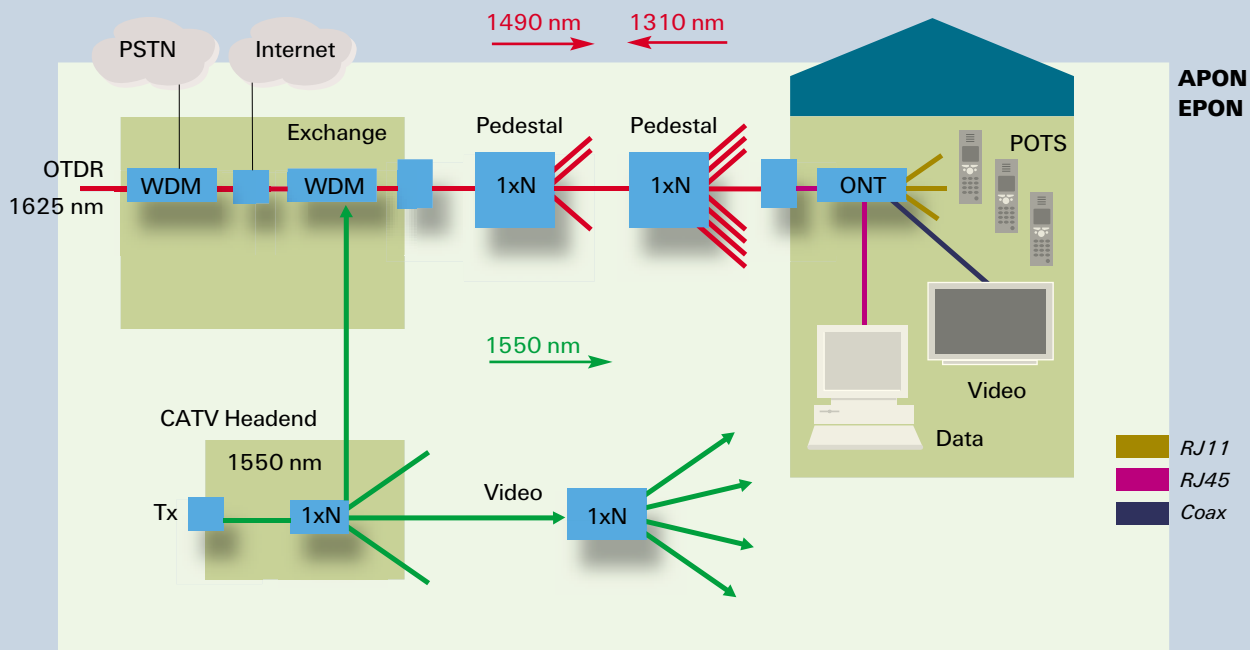 1490 nm
1310 nm
PSTN
Internet
APON
EPON
Exchange
Pedestal
Pedestal
POTS
OTDR
WDM
WDM
1xN
1xN
ONT
1625 nm
1550 nm
Video
CATV Headend
Data
1550 nm
RJ11
RJ45
Video
Tx
1xN
1xN
Coax